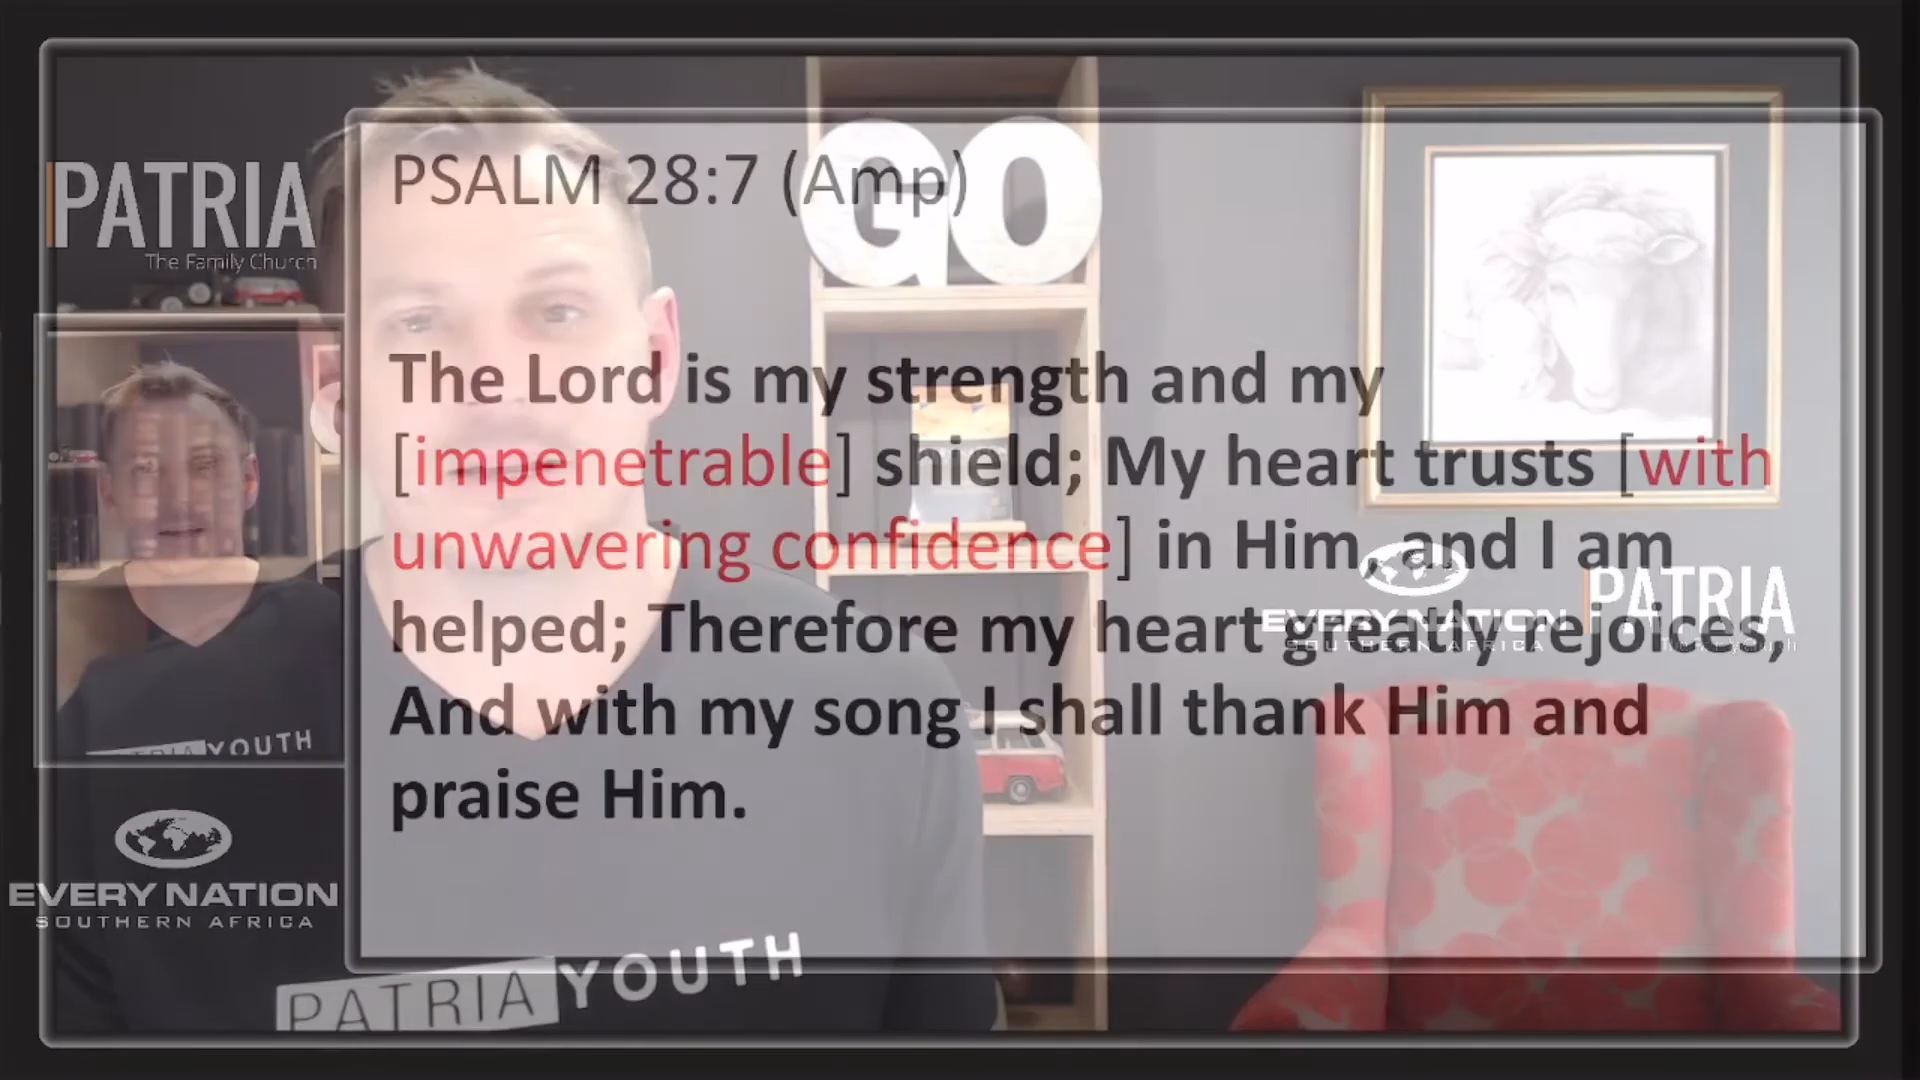 PATRIA
The Family Church
PSALM 28:7 (Amp)
GO
The Lord is my strength and my
[impenetrable] shield; My heart trusts [with
unwavering confidence] in Him, and I am
helped; Therefore my heart greatly rejoices,
And with my song I shall thank Him and
praise Him.
EVERY NATION
SOUTHERN AFRICA
PATRIA
PATRIA YOUTH
EVERY NATION
SOUTHERN AFRICA
PATRIA YOUTH